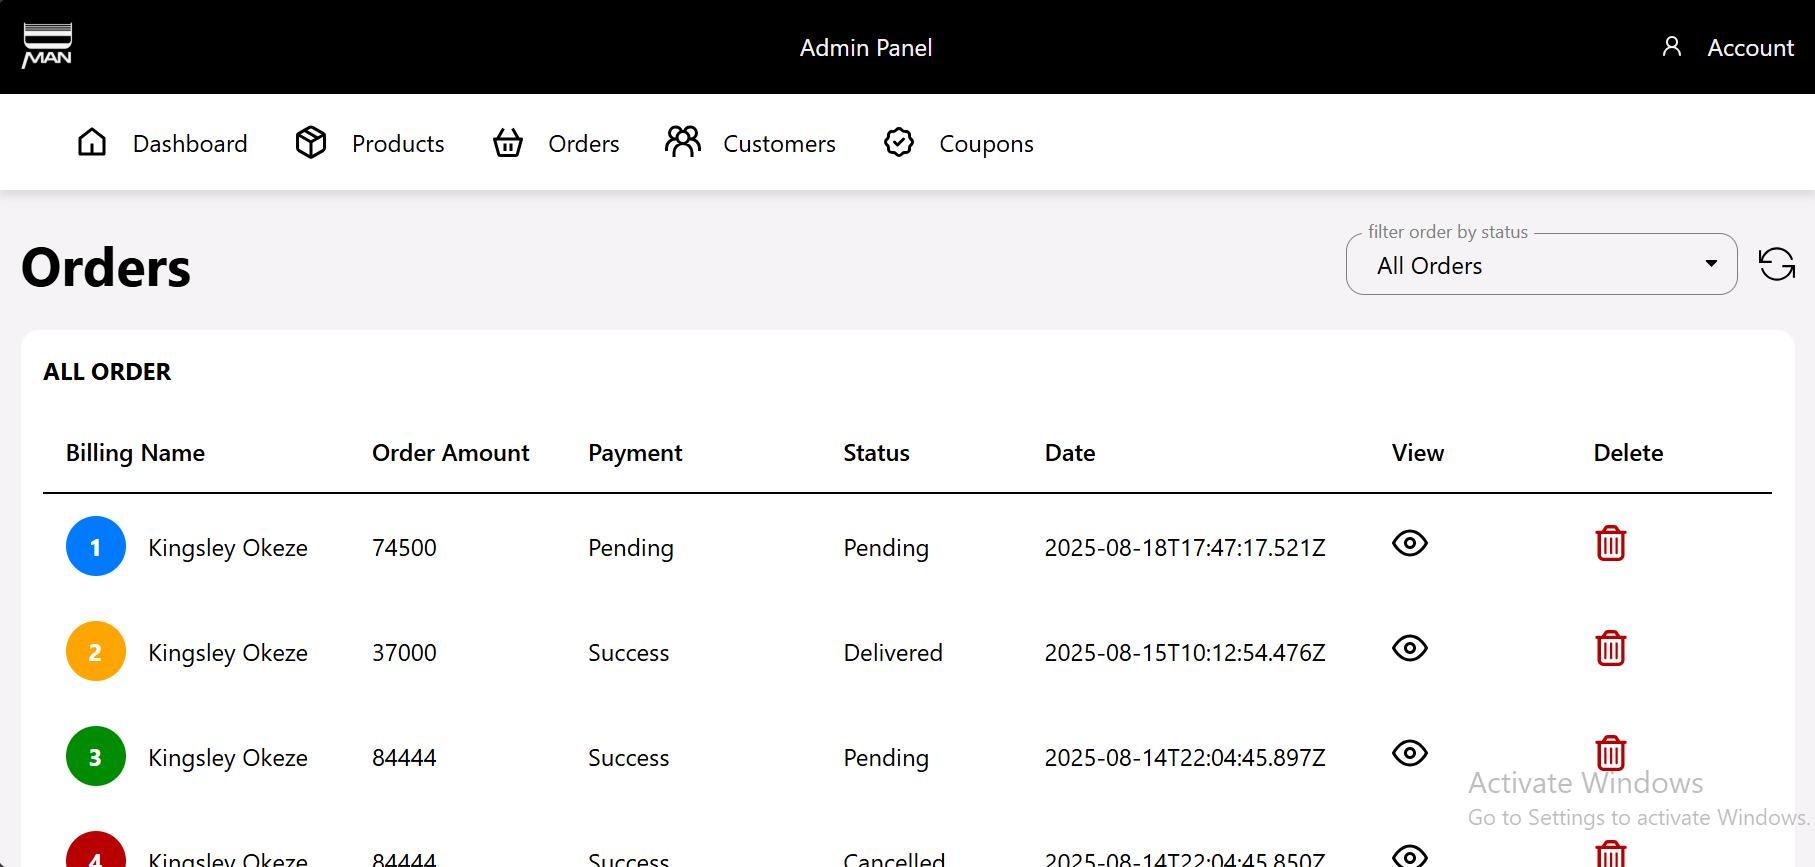 MAN
Admin Panel
Account
Dashboard Products Orders Customers Coupons
Orders
filter order by status
All Orders
ALL ORDER
Billing Name Order Amount Payment Status Date View Delete
1 Kingsley Okeze 74500 Pending Pending 2025-08-18T17:47:17.521Z
2 Kingsley Okeze 37000 Success Delivered 2025-08-15T10:12:54.476Z
3 Kingsley Okeze 84444 Success Pending 2025-08-14T22:04:45.897Z
4 Kingsley Okeze 84444 Success Cancelled 2025-08-14T22:04:45.850Z
Activate Windows
Go to Settings to activate Windows.